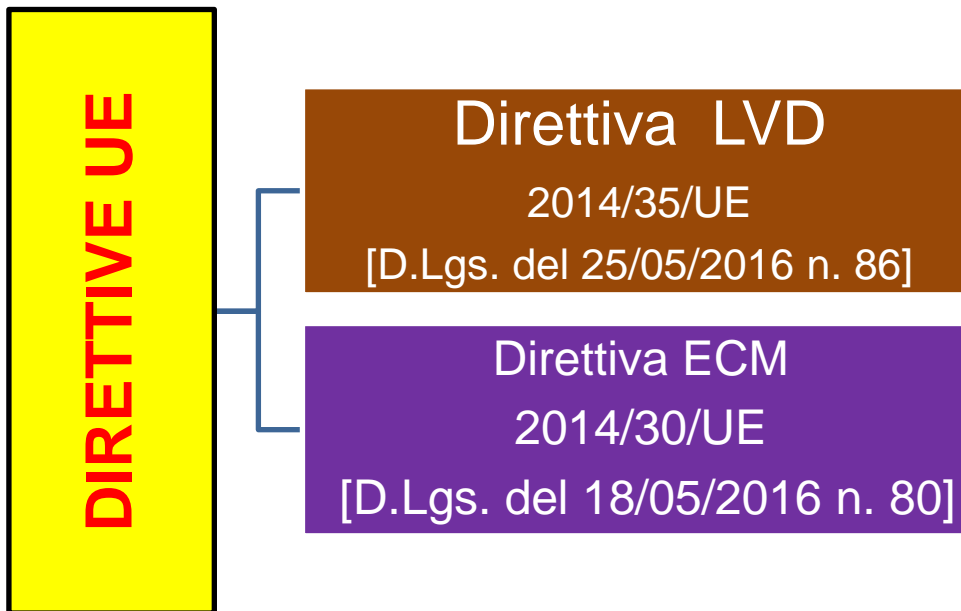 DIRETTIVE UE
Direttiva LVD
2014/35/UE
[D.Lgs. del 25/05/2016 n. 86]
Direttiva ECM
2014/30/UE
[D.Lgs. del 18/05/2016 n. 80]